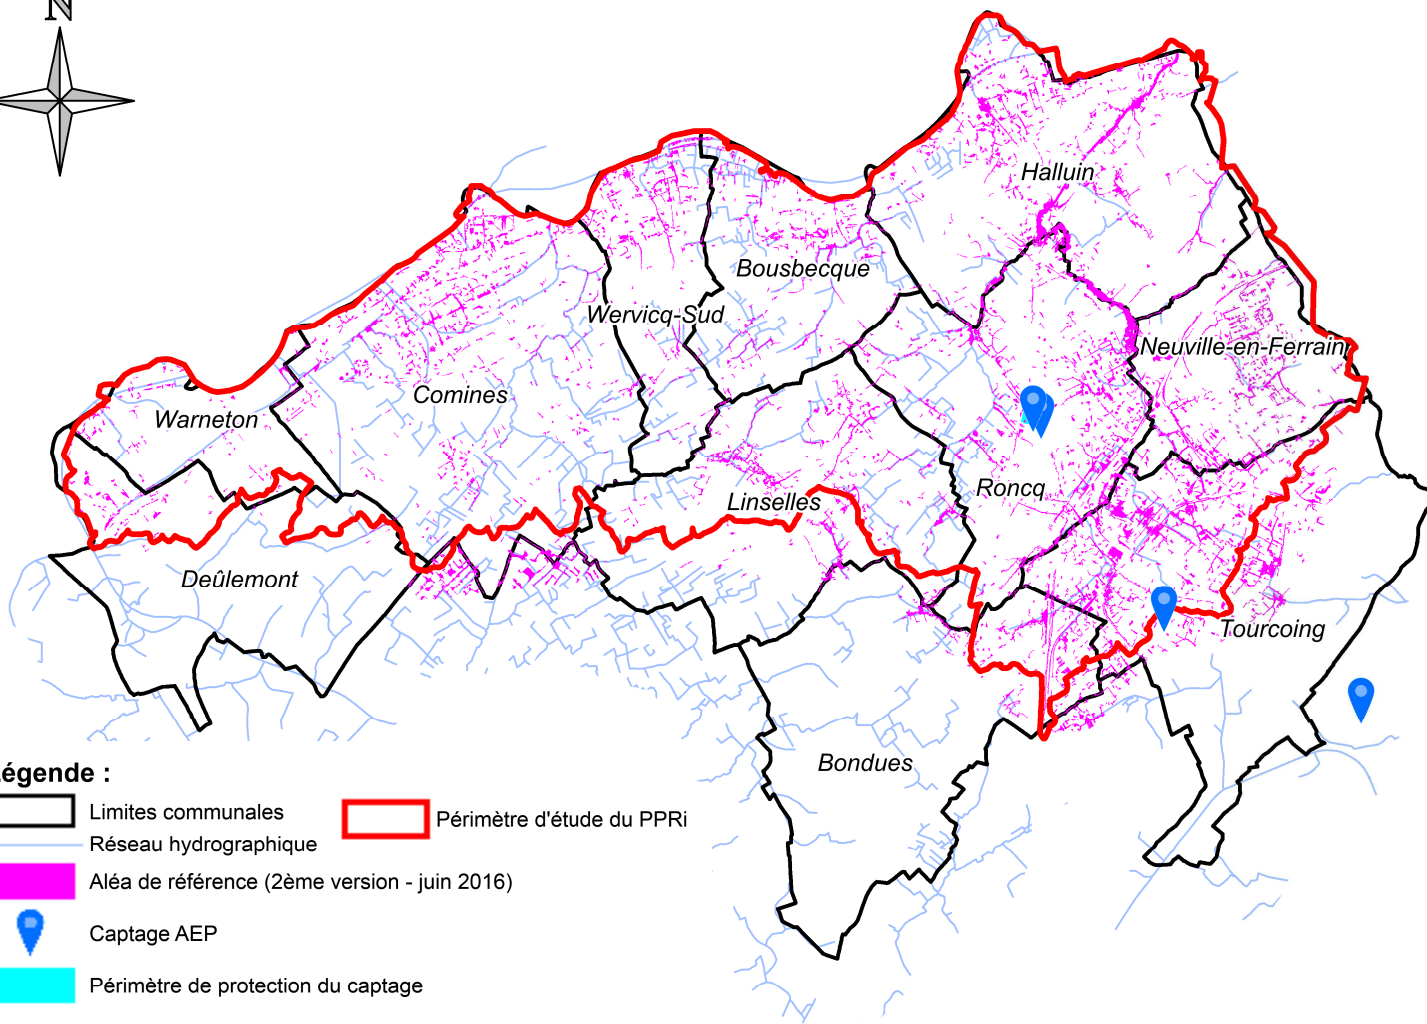 N
Halluin
Bousbecque
Wervicq-Sud
Neuville-en-Ferrain
Comines
Warneton
Roncq
Linselles
Deûlemont
Tourcoing
Bondues
égende :
Limites communales
Périmètre d'étude du PPRi
Réseau hydrographique
Aléa de référence (2ème version - juin 2016)
Captage AEP
Périmètre de protection du captage